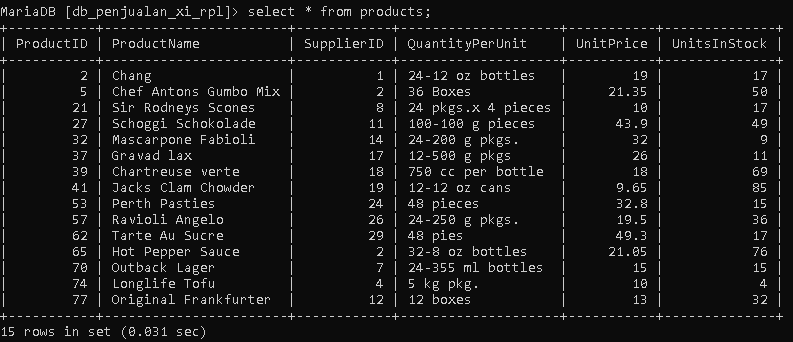 MariaDB [db_penjualan_xi_rpl]> select * from products;
+-----------+------------------------+------------+---------------------+-----------+--------------+
| ProductID | ProductName            | SupplierID | QuantityPerUnit     | UnitPrice | UnitsInStock |
+-----------+------------------------+------------+---------------------+-----------+--------------+
|         2 | Chang                  |          1 | 24-12 oz bottles    |        19 |           17 |
|         5 | Chef Antons Gumbo Mix  |          2 | 36 Boxes            |     21.35 |           50 |
|        21 | Sir Rodneys Scones     |          8 | 24 pkgs.x 4 pieces  |        10 |           17 |
|        27 | Schoggi Schokolade     |         11 | 100-100 g pieces    |      43.9 |           49 |
|        32 | Mascarpone Fabioli     |         14 | 24-200 g pkgs.      |        32 |            9 |
|        37 | Gravad lax             |         17 | 12-500 g pkgs       |        26 |           11 |
|        39 | Chartreuse verte       |         18 | 750 cc per bottle   |        18 |           69 |
|        41 | Jacks Clam Chowder     |         19 | 12-12 oz cans       |      9.65 |           85 |
|        53 | Perth Pasties          |         24 | 48 pieces           |      32.8 |           15 |
|        57 | Ravioli Angelo         |         26 | 24-250 g pkgs.      |      19.5 |           36 |
|        62 | Tarte Au Sucre         |         29 | 48 pies             |      49.3 |           17 |
|        65 | Hot Pepper Sauce       |          2 | 32-8 oz bottles     |     21.05 |           76 |
|        70 | Outback Lager          |          7 | 24-355 ml bottles   |        15 |           15 |
|        74 | Longlife Tofu          |          4 | 5 kg pkg.           |        10 |            4 |
|        77 | Original Frankfurter   |         12 | 12 boxes            |        13 |           32 |
+-----------+------------------------+------------+---------------------+-----------+--------------+
15 rows in set (0.031 sec)